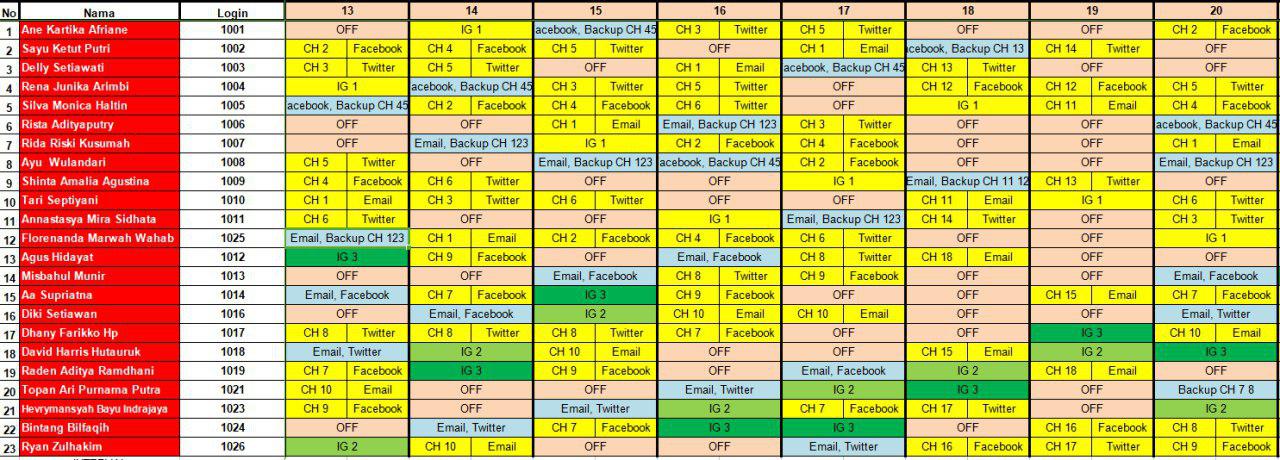 No Nama Login 13 14 15 16 17 18 19 20
1 Ane Kartika Afriane 1001 OFF IG 1 acebook, Backup CH 45 CH 3 Twitter CH 5 Twitter OFF OFF CH 2 Facebook
2 Sayu Ketut Putri 1002 CH 2 Facebook CH 4 Facebook CH 5 Twitter OFF CH 1 Email cebook, Backup CH 13 CH 14 Twitter OFF
3 Delly Setiawati 1003 CH 3 Twitter CH 5 Twitter OFF CH 1 Email acebook, Backup CH 45 CH 13 Twitter OFF OFF
4 Rena Junika Arimbi 1004 IG 1 acebook, Backup CH 45 CH 3 Twitter CH 5 Twitter OFF CH 12 Facebook CH 12 Facebook CH 5 Twitter
5 Silva Monica Haltin 1005 acebook, Backup CH 45 CH 2 Facebook CH 4 Facebook CH 6 Twitter OFF IG 1 CH 11 Email CH 4 Facebook
6 Rista Adityaputry 1006 OFF OFF CH 1 Email Email, Backup CH 123 CH 3 Twitter OFF OFF acebook, Backup CH 45
7 Rida Riski Kusumah 1007 OFF Email, Backup CH 123 IG 1 CH 2 Facebook CH 4 Facebook OFF OFF CH 1 Email
8 Ayu Wulandari 1008 CH 5 Twitter OFF Email, Backup CH 123 acebook, Backup CH 45 CH 2 Facebook OFF OFF Email, Backup CH 123
9 Shinta Amalia Agustina 1009 CH 4 Facebook CH 6 Twitter OFF OFF IG 1 Email, Backup CH 11 12 CH 13 Twitter OFF
10 Tari Septiyani 1010 CH 1 Email CH 3 Twitter CH 6 Twitter OFF OFF CH 11 Email IG 1 CH 6 Twitter
11 Annastasya Mira Sidhata 1011 CH 6 Twitter OFF OFF IG 1 Email, Backup CH 123 CH 14 Twitter OFF CH 3 Twitter
12 Florenanda Marwah Wahab 1025 Email, Backup CH 123 CH 1 Email CH 2 Facebook CH 4 Facebook CH 6 Twitter OFF OFF IG 1
13 Agus Hidayat 1012 IG 3 CH 9 Facebook OFF Email, Facebook CH 8 Twitter CH 18 Email OFF OFF
14 Misbahul Munir 1013 OFF OFF Email, Facebook CH 8 Twitter CH 9 Facebook OFF OFF Email, Facebook
15 Aa Supriatna 1014 Email, Facebook CH 7 Facebook IG 3 CH 9 Facebook OFF OFF CH 15 Email CH 7 Facebook
16 Diki Setiawan 1016 OFF Email, Facebook IG 2 CH 10 Email CH 10 Email OFF OFF Email, Twitter
17 Dhany Farikko Hp 1017 CH 8 Twitter CH 8 Twitter CH 8 Twitter CH 7 Facebook OFF OFF IG 3 CH 10 Email
18 David Harris Hutauruk 1018 Email, Twitter IG 2 CH 10 Email OFF OFF CH 15 Email IG 2 IG 3
19 Raden Aditya Ramdhani 1019 CH 7 Facebook IG 3 CH 9 Facebook OFF Email, Facebook IG 2 CH 18 Email OFF
20 Topan Ari Purnama Putra 1021 CH 10 Email OFF OFF Email, Twitter IG 2 IG 3 OFF Backup CH 7 8
21 Hevrymansyah Bayu Indrajaya 1023 CH 9 Facebook OFF Email, Twitter IG 2 CH 7 Facebook CH 17 Twitter OFF IG 2
22 Bintang Bilfaqih 1024 OFF Email, Twitter CH 7 Facebook IG 3 IG 3 OFF CH 16 Facebook CH 8 Twitter
23 Ryan Zulhakim 1026 IG 2 CH 10 Email OFF OFF Email, Twitter CH 16 Facebook CH 17 Twitter CH 9 Facebook